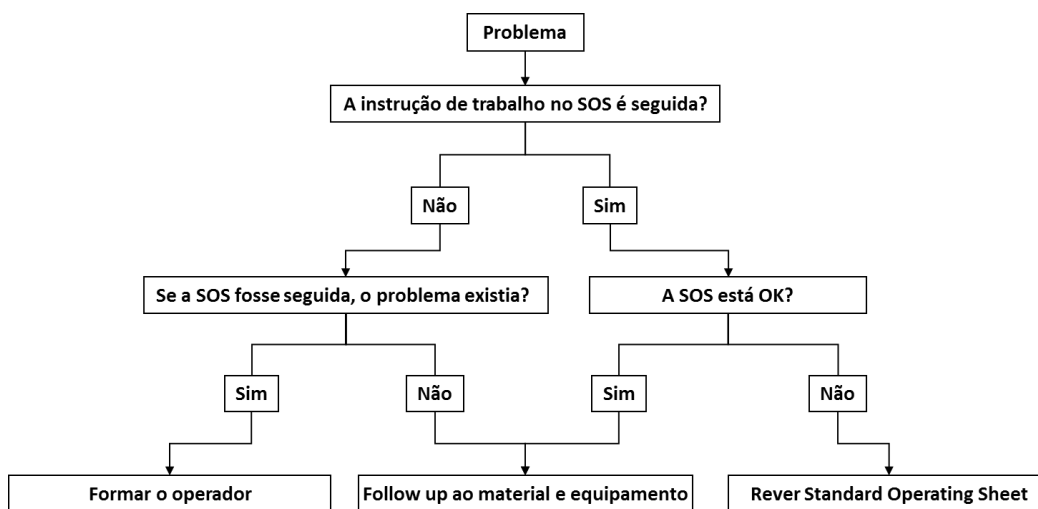 Problema
A instrução de trabalho no SOS é seguida?
Não
Sim
Se a SOS fosse seguida, o problema existia?
A SOS está OK?
Sim
Não
Sim
Não
Formar o operador
Follow up ao material e equipamento
Rever Standard Operating Sheet